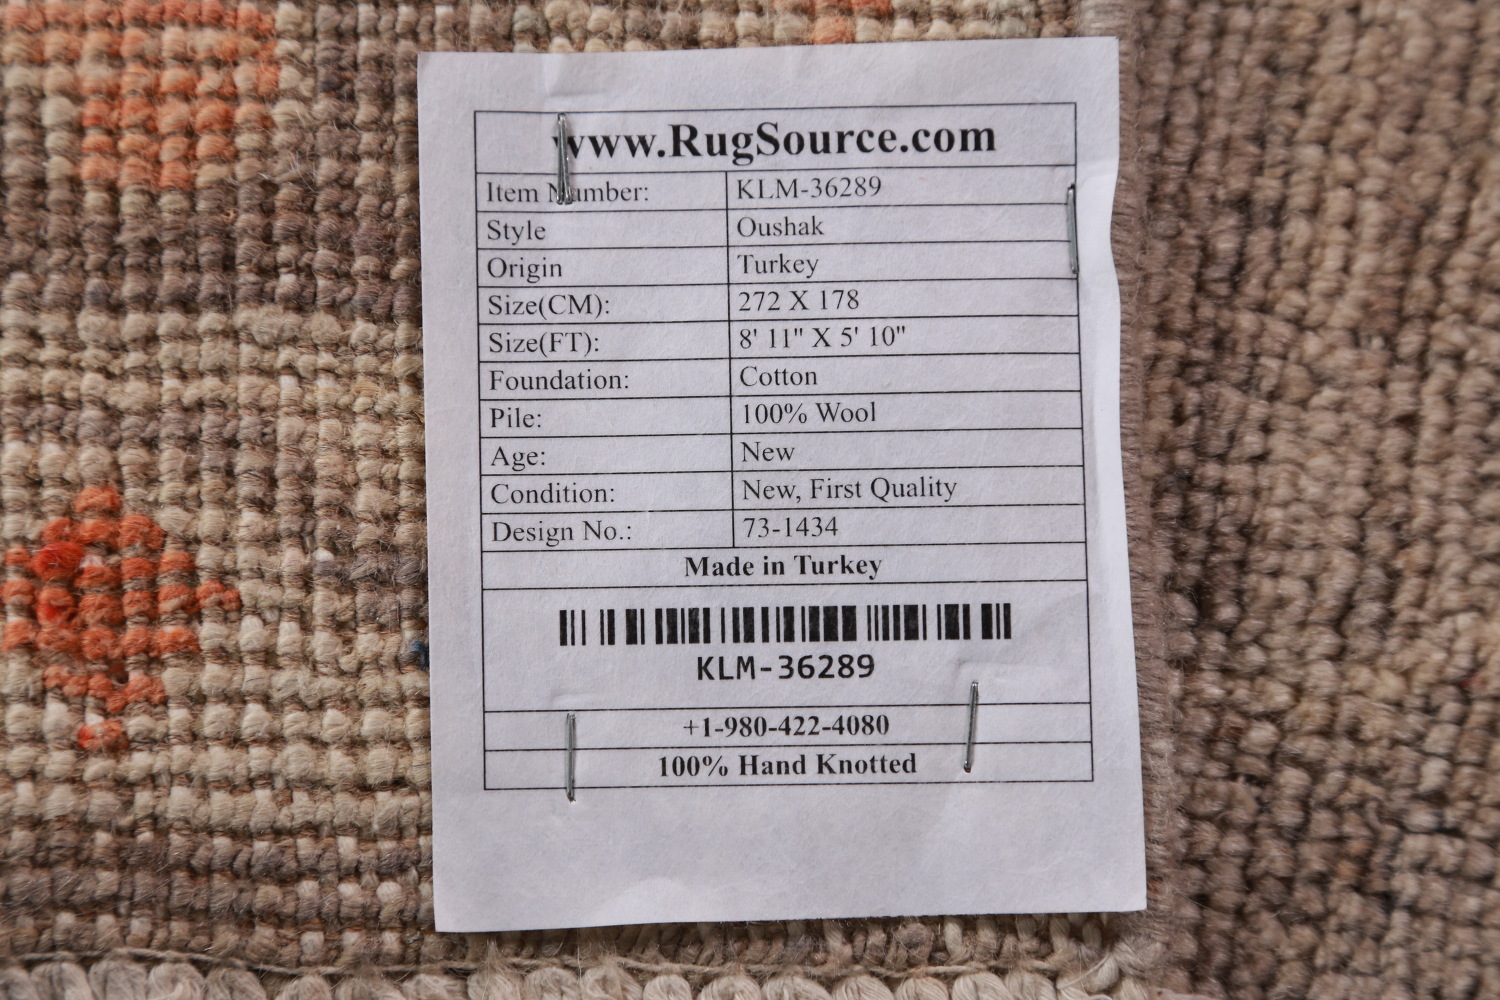 www.RugSource.com
Item Number: KLM-36289
Style Oushak
Origin Turkey
Size(CM): 272 X 178
Size(FT): 8' 11" X 5' 10"
Foundation: Cotton
Pile: 100% Wool
Age: New
Condition: New, First Quality
Design No.: 73-1434
Made in Turkey
KLM-36289
+1-980-422-4080
100% Hand Knotted